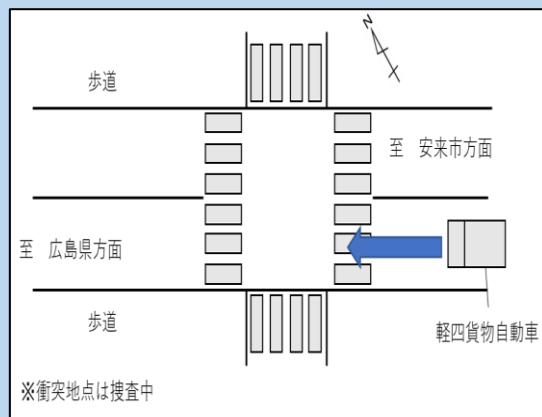 N
歩道
至　安来市方面
至　広島県方面
歩道
軽四貨物自動車
※衝突地点は捜査中